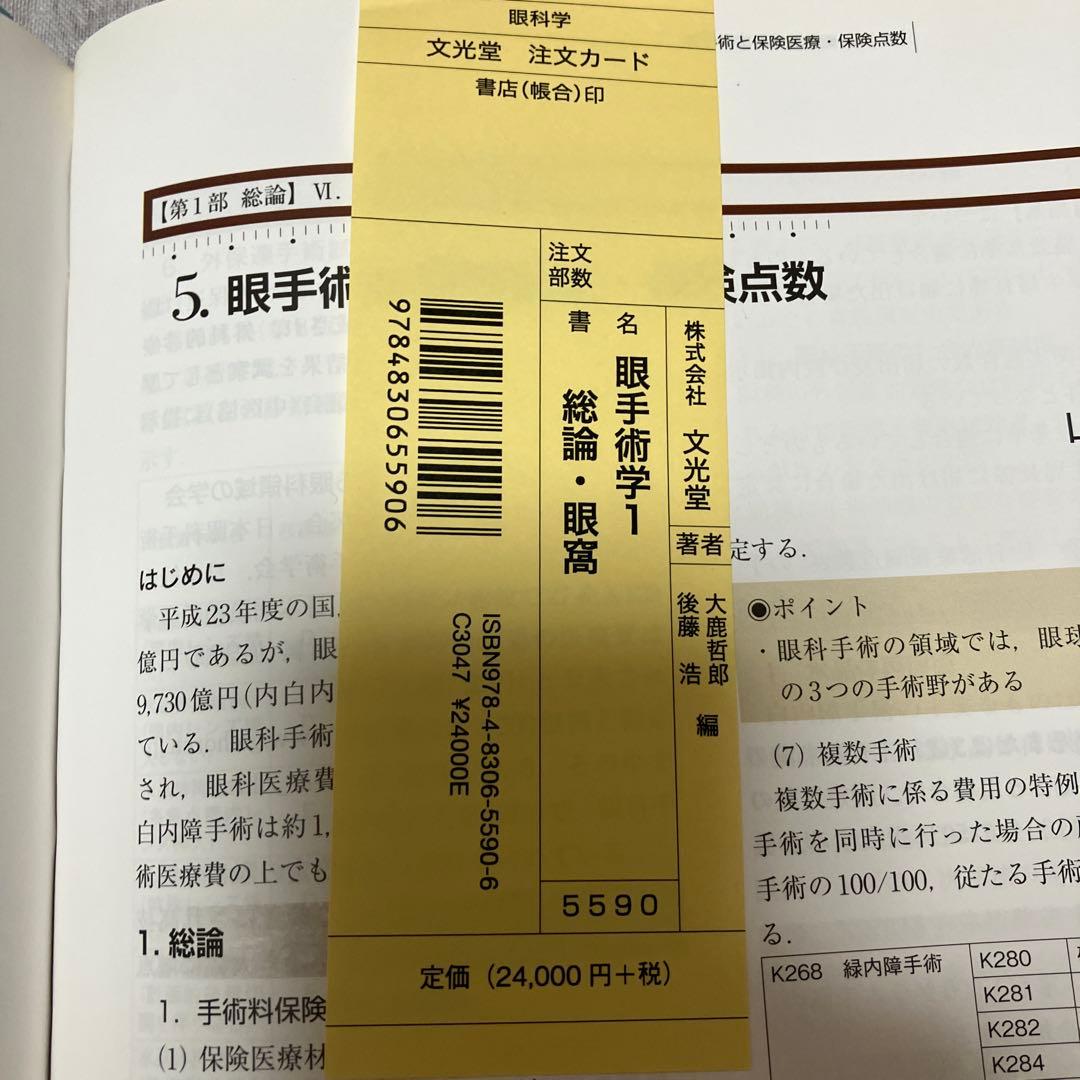 眼科学
文光堂 注文カード
書店(帳合)印
注文
部数
書名
眼手術学1
総論・眼窩
株式会社 文光堂
著者
大鹿哲郎
後藤 浩
編
9784830655906
ISBN978-4-8306-5590-6
C3047 ¥24000E
5590
定価(24,000円+税)
術と保険医療・保険点数
【第1部 総論】Ⅵ.
5. 眼手術
点数
はじめに
平成23年度の国
億円であるが,眼
9,730億円(内白内
ている.眼科手術
され,眼科医療費
白内障手術は約1,
術医療費の上でも
1. 総論
1. 手術料保険
(1) 保険医療材
定する.
◉ポイント
・眼科手術の領域では,眼球
の3つの手術野がある
(7) 複数手術
複数手術に係る費用の特例
手術を同時に行った場合の
手術の100/100,従たる手術
る.
K268 緑内障手術
K280
K281
K282
K284